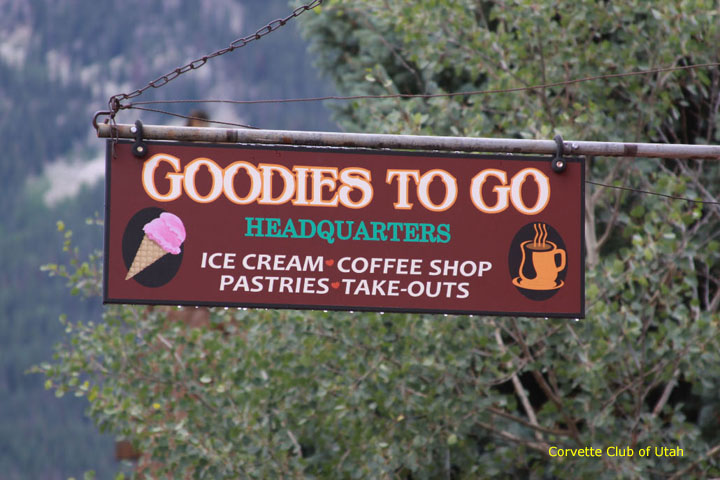 GOODIES TO GO
HEADQUARTERS
ICE CREAM • COFFEE SHOP
PASTRIES • TAKE-OUTS
Corvette Club of Utah